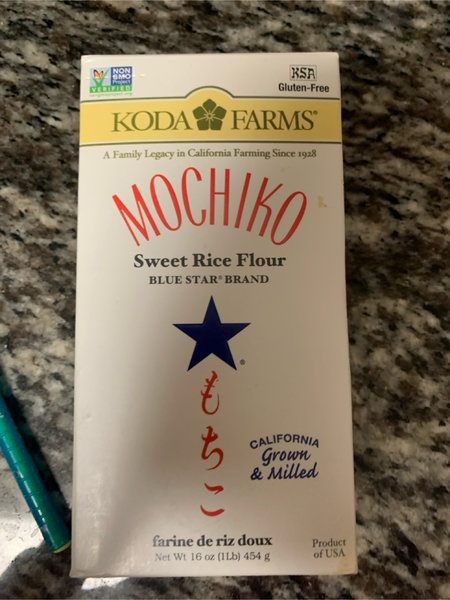 NON
GMO
Project
VERIFIED
nongmoproject.org
KSA
Gluten-Free
KODA FARMS®
A Family Legacy in California Farming Since 1928
MOCHIKO
Sweet Rice Flour
BLUE STAR® BRAND
®
もちこ
CALIFORNIA
Grown
& Milled
farine de riz doux
Net Wt 16 oz (1Lb) 454 g
Product
of USA